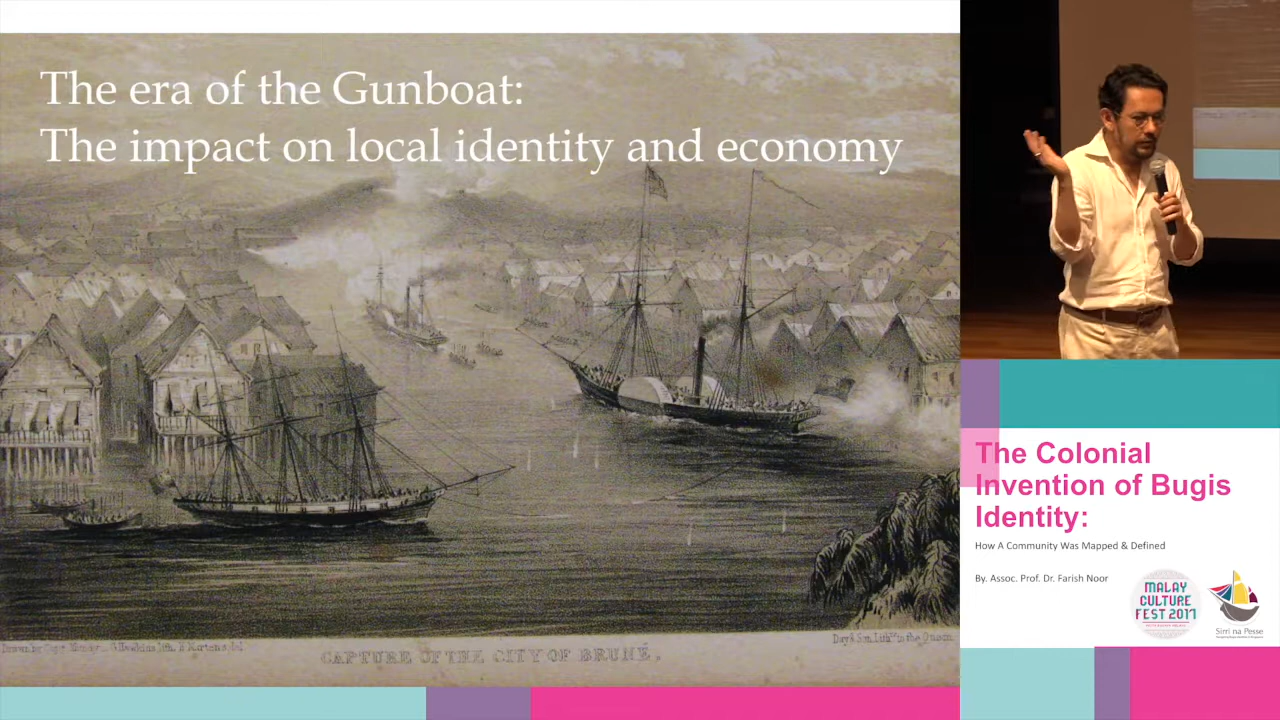 The era of the Gunboat:
The impact on local identity and economy
CAPTURE OF THE CITY OF BRUNÉ.
The Colonial
Invention of Bugis
Identity:
How A Community Was Mapped & Defined
By. Assoc. Prof. Dr. Farish Noor
MALAY
CULTURE
FEST 2017
Sirri na Pesse